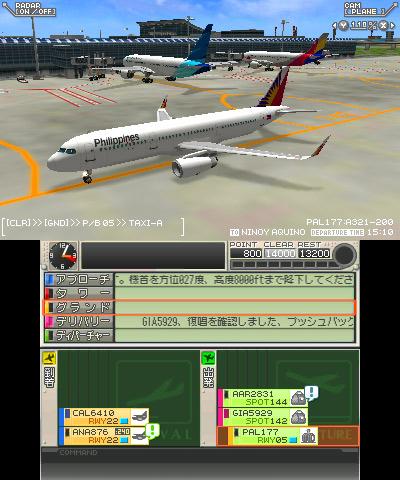 RADAR
[ON/OFF]
CAM
[PLANE]
Y 110% X
Philippines
[CLR]>>[GND]>>P/B 05>>TAXI-A ]
PAL177:A321-200
TO NINOY AQUINO DEPARTURE TIME 15:10
POINT CLEAR REST
800 14000 13200
アプローチ
。機首を方位027度、高度8000ftまで降下してくださ
タワー
グランド
デリバリー
GIA5929、復唱を確認しました、プッシュバック
ディパーチャー
到着
出発
CAL6410
RWY22
ANA876
RWY22
AAR2831
SPOT144
GIA5929
SPOT142
PAL177
RWY05
COMMAND